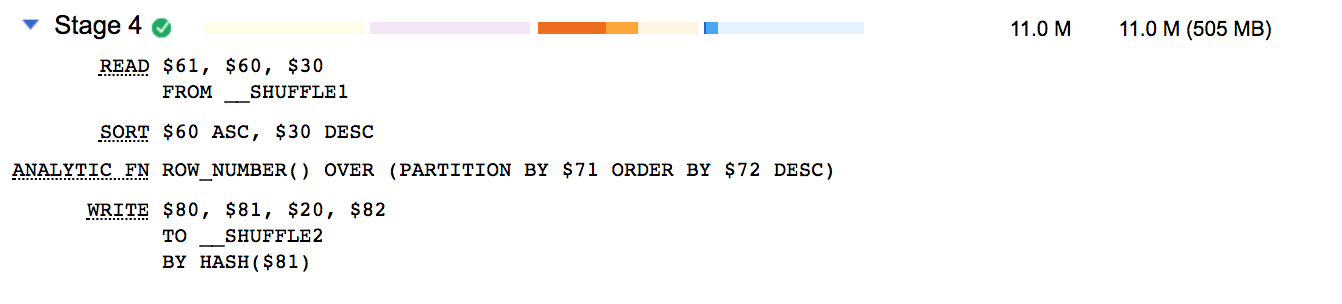 Stage 4 11.0 M 11.0 M (505 MB)
READ $61, $60, $30
FROM __SHUFFLE1
SORT $60 ASC, $30 DESC
ANALYTIC FN ROW_NUMBER() OVER (PARTITION BY $71 ORDER BY $72 DESC)
WRITE $80, $81, $20, $82
TO __SHUFFLE2
BY HASH($81)